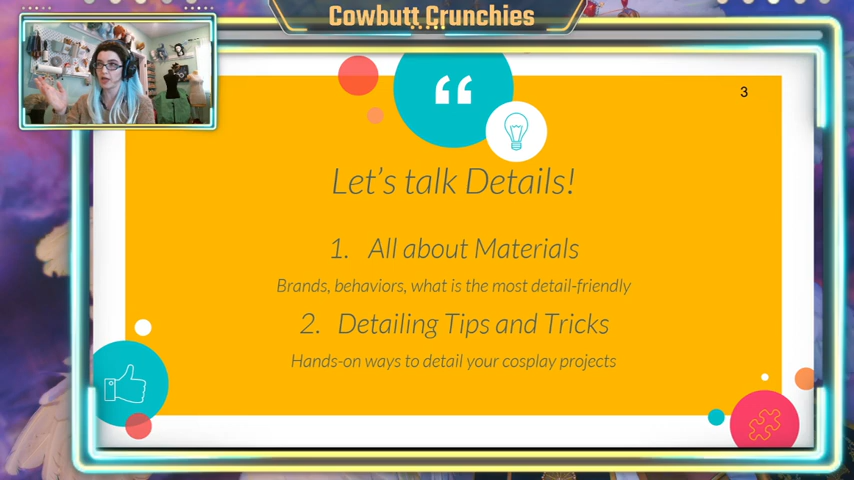 Cowbutt Crunchies
3
Let's talk Details!
1. All about Materials
Brands, behaviors, what is the most detail-friendly
2. Detailing Tips and Tricks
Hands-on ways to detail your cosplay projects